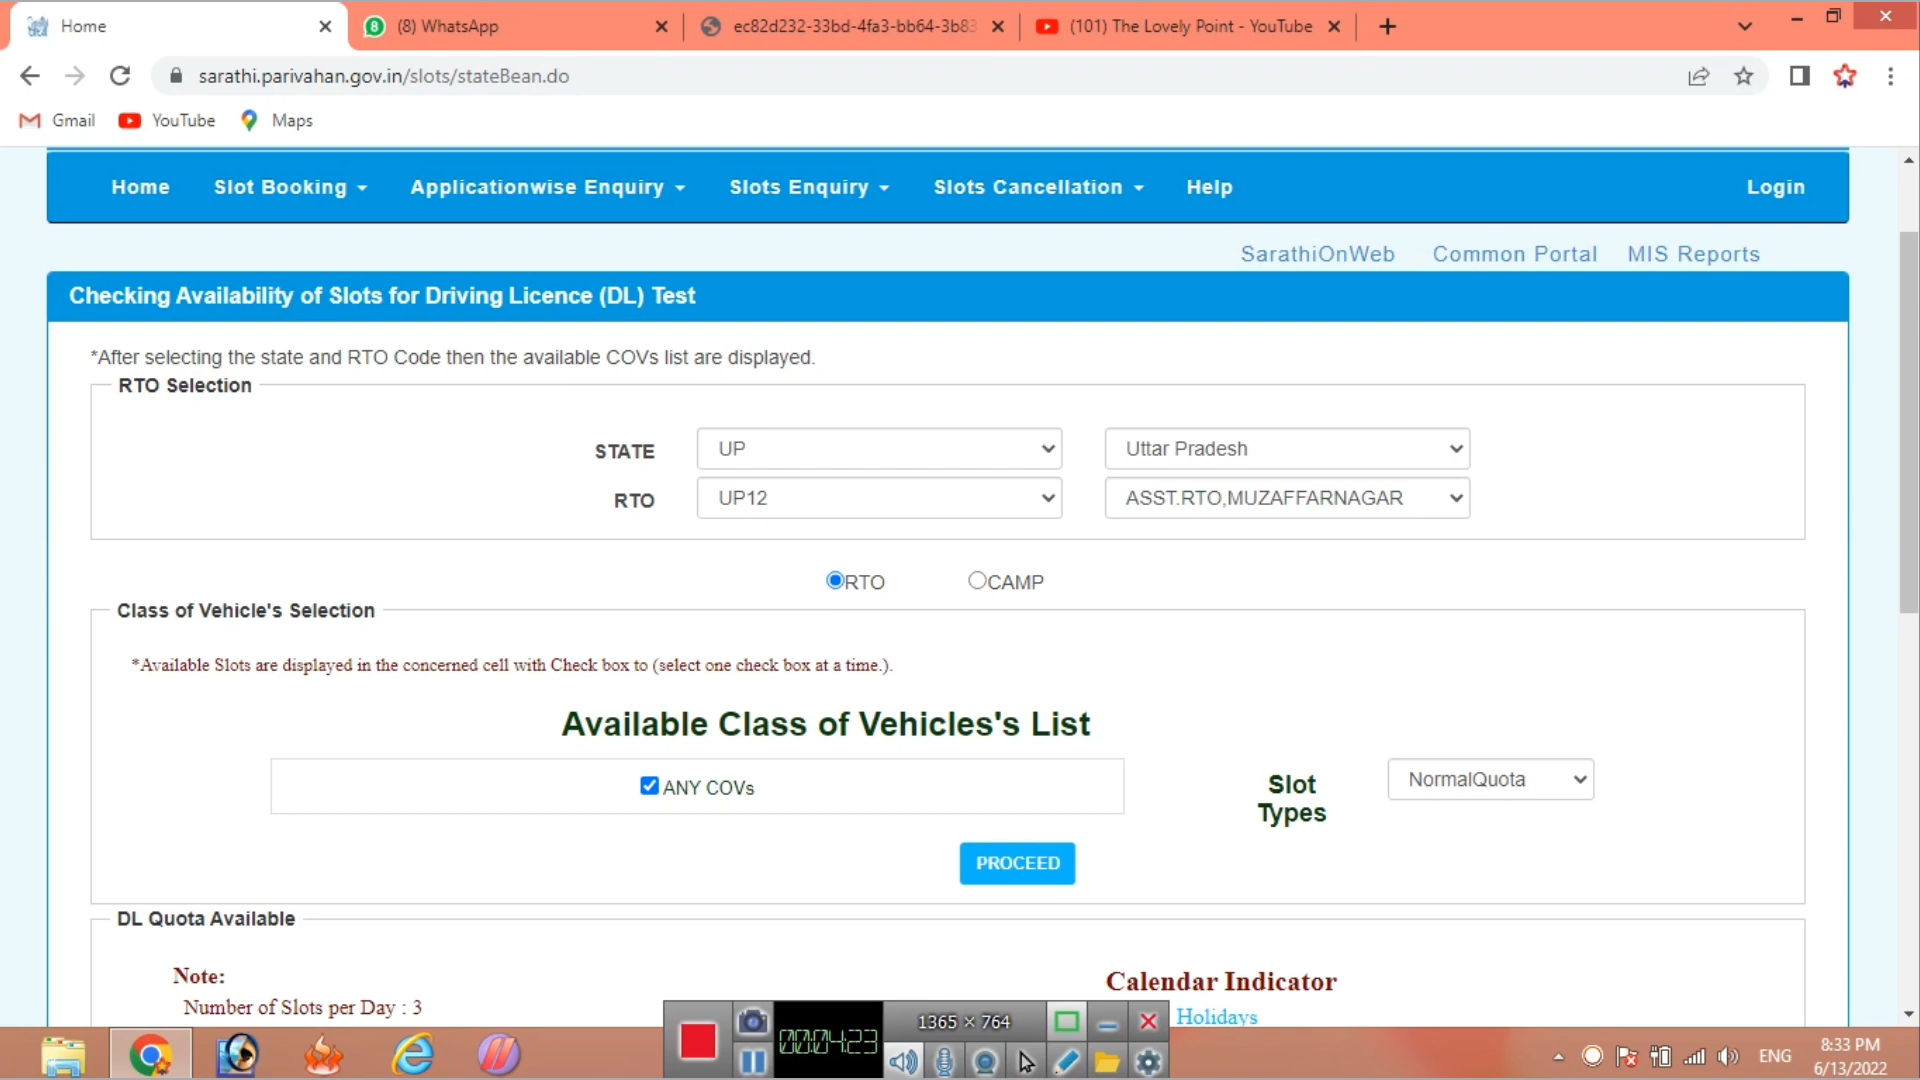 Home
(8) WhatsApp
ec82d232-33bd-4fa3-bb64-3b83
(101) The Lovely Point - YouTube
sarathi.parivahan.gov.in/slots/stateBean.do
Gmail
YouTube
Maps
Home
Slot Booking
Applicationwise Enquiry
Slots Enquiry
Slots Cancellation
Help
Login
SarathiOnWeb
Common Portal
MIS Reports
Checking Availability of Slots for Driving Licence (DL) Test
*After selecting the state and RTO Code then the available COVs list are displayed.
RTO Selection
STATE
UP
Uttar Pradesh
RTO
UP12
ASST.RTO,MUZAFFARNAGAR
RTO
CAMP
Class of Vehicle's Selection
*Available Slots are displayed in the concerned cell with Check box to (select one check box at a time.).
Available Class of Vehicles's List
ANY COVs
Slot
Types
NormalQuota
PROCEED
DL Quota Available
Note:
Number of Slots per Day : 3
Calendar Indicator
Holidays
1365 × 764
00:04:23
ENG
8:33 PM
6/13/2022